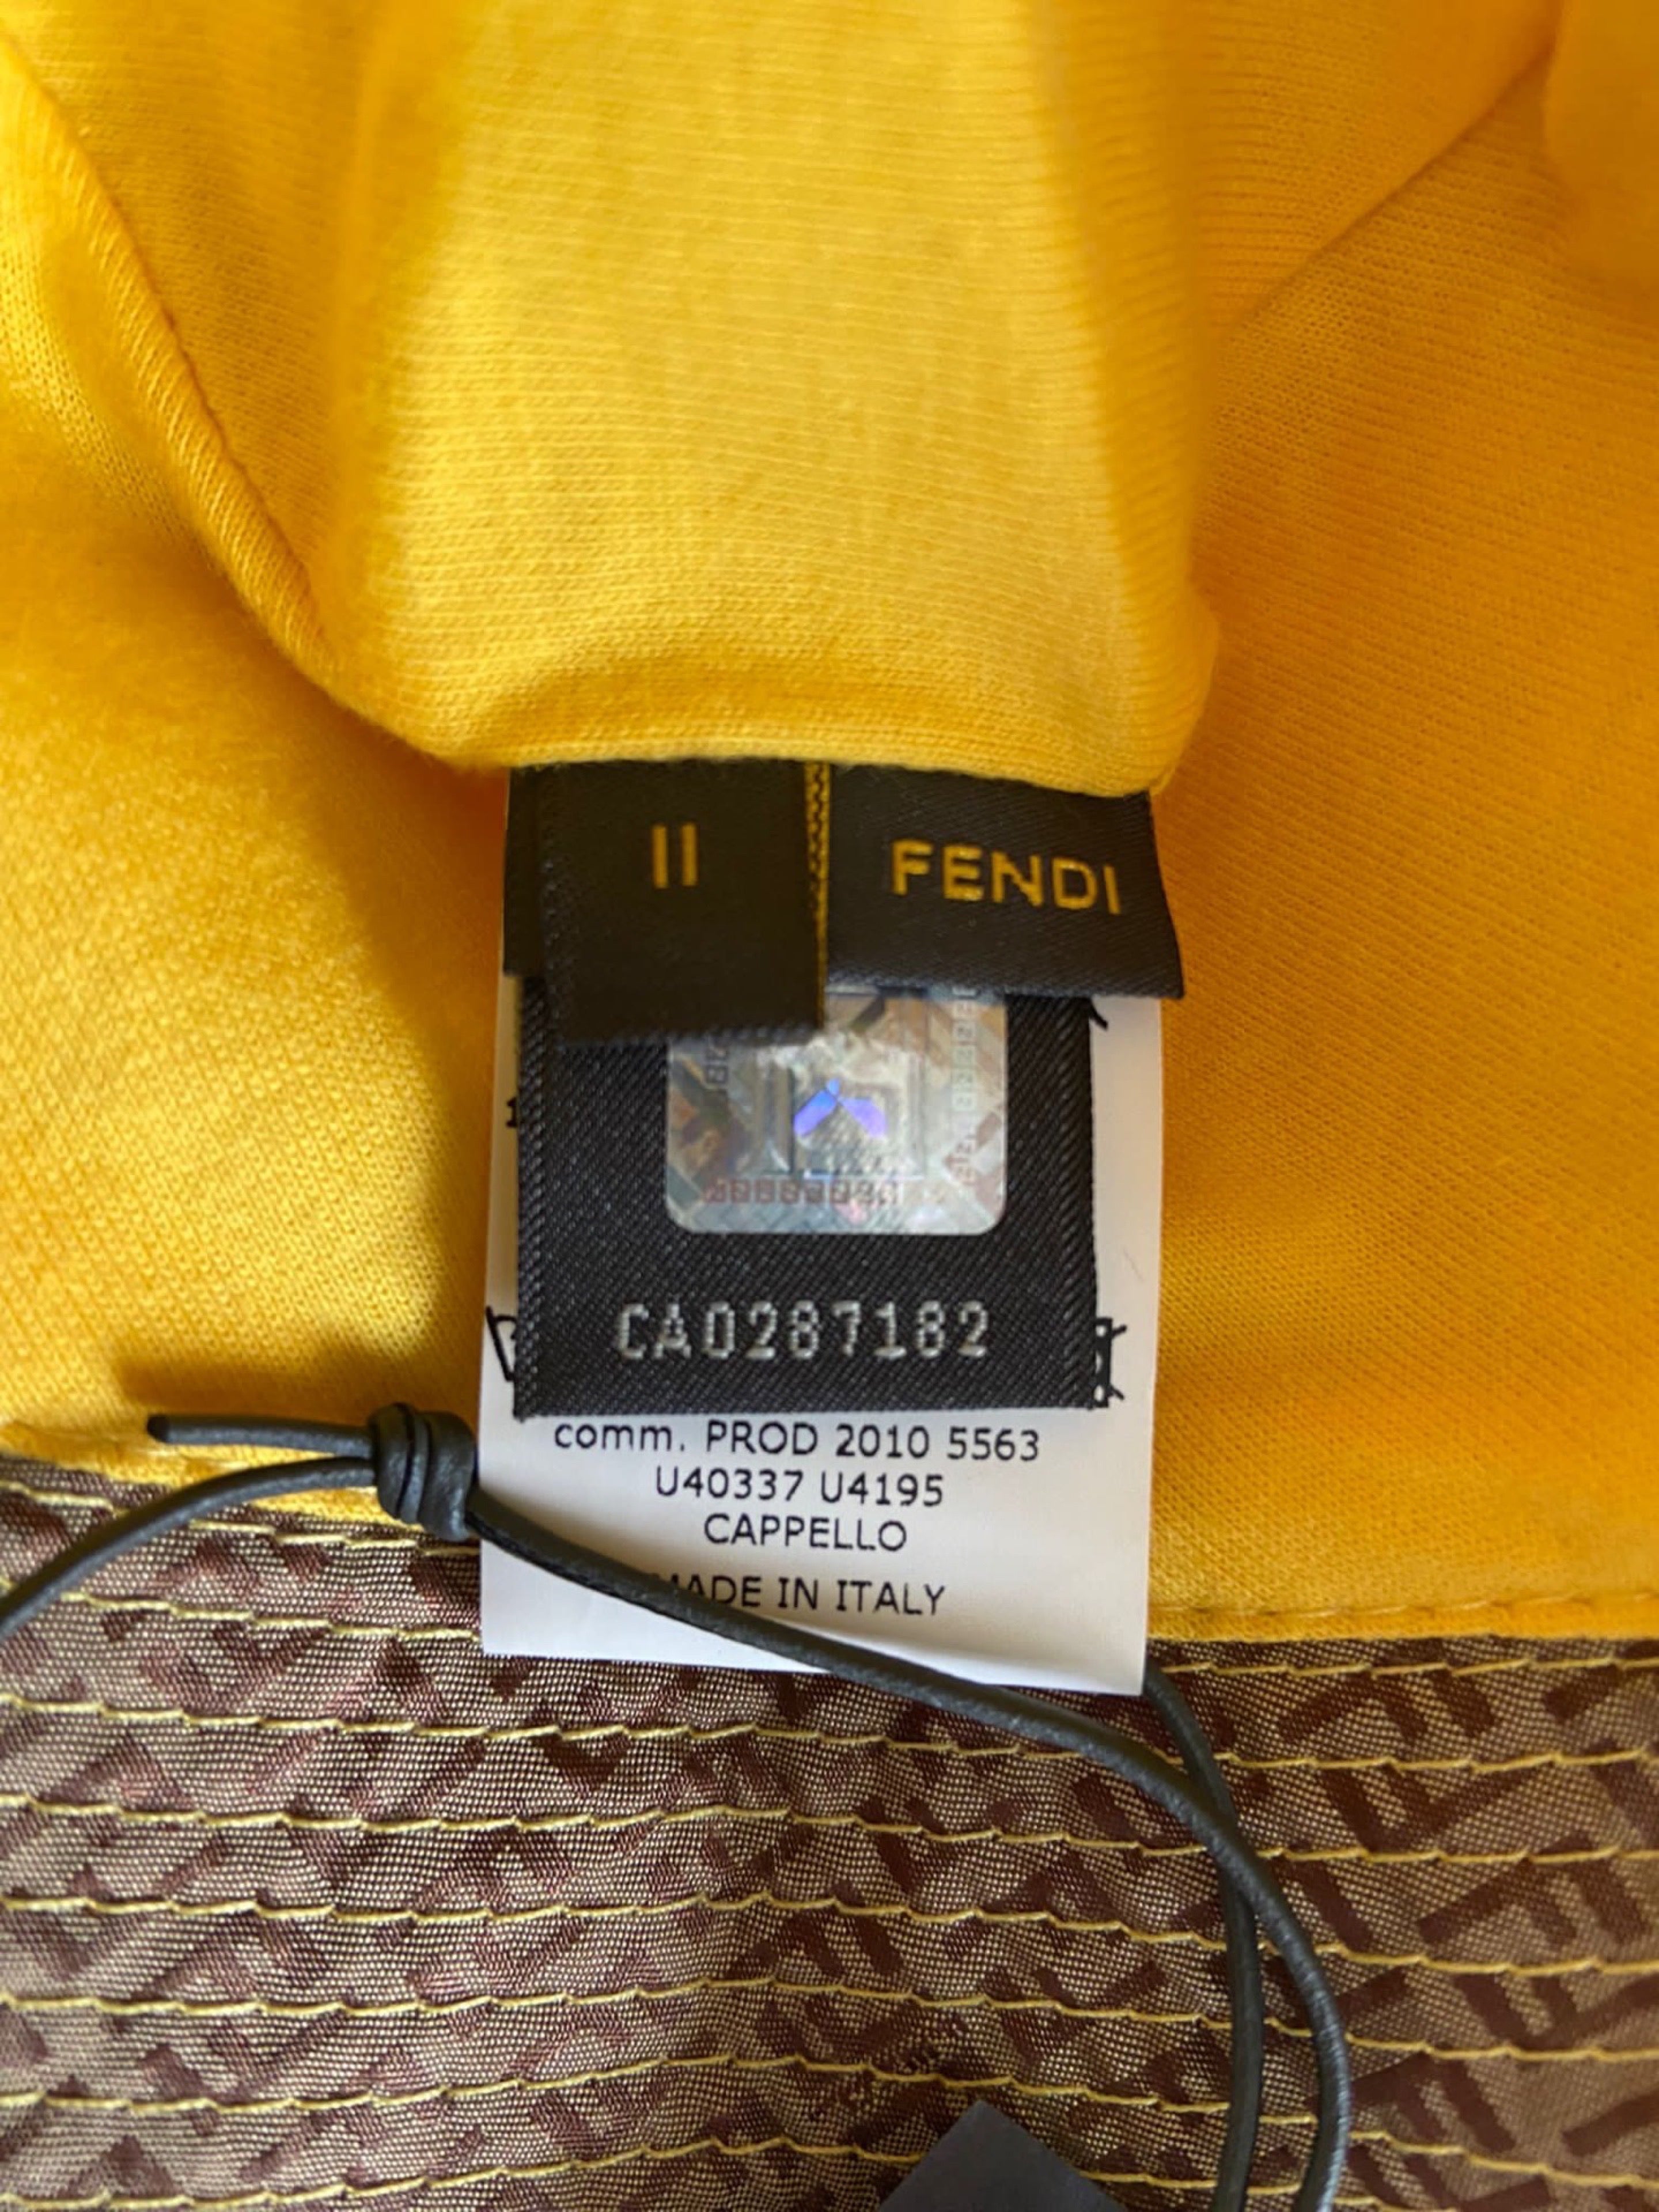 II
FENDI
CA0287182
comm. PROD 2010 5563
U40337 U4195
CAPPELLO
MADE IN ITALY